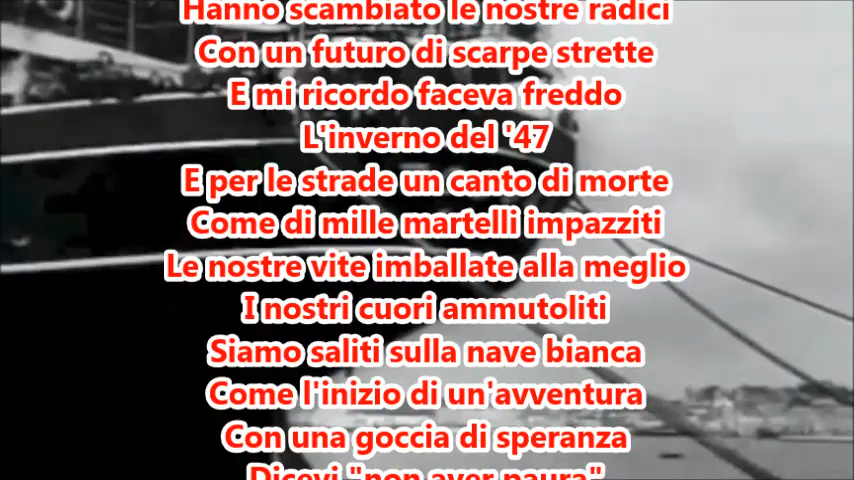 Hanno scambiato le nostre radici
Con un futuro di scarpe strette
E mi ricordo faceva freddo
L'inverno del '47
E per le strade un canto di morte
Come di mille martelli impazziti
Le nostre vite imballate alla meglio
I nostri cuori ammutoliti
Siamo saliti sulla nave bianca
Come l'inizio di un'avventura
Con una goccia di speranza
Dicevi "non aver paura"